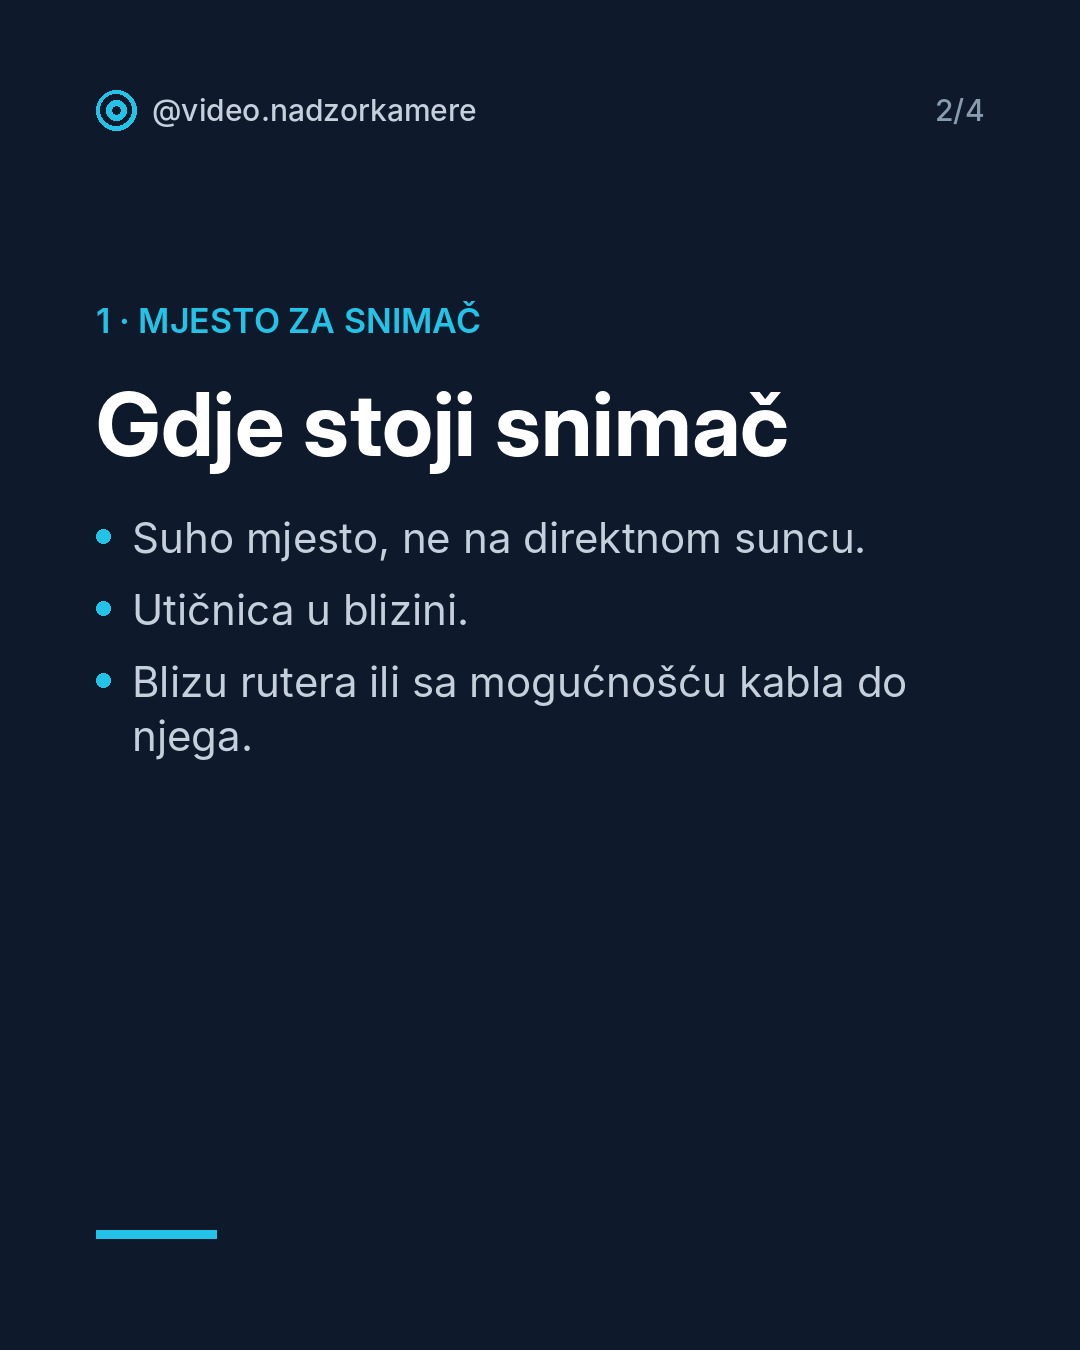 @video.nadzorkamere
2/4
1 · MJESTO ZA SNIMAČ
Gdje stoji snimač
• Suho mjesto, ne na direktnom suncu.
• Utičnica u blizini.
• Blizu rutera ili sa mogućnošću kabla do
njega.